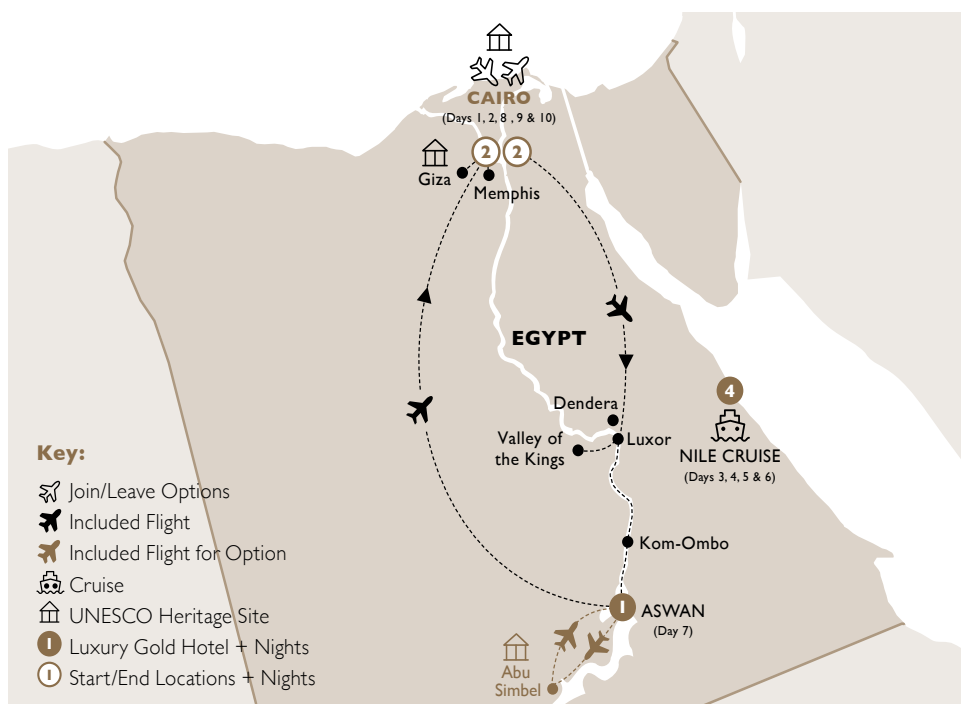 CAIRO
(Days 1, 2, 8 , 9 & 10)
2
2
Giza
Memphis
EGYPT
4
Dendera
Valley of
the Kings
Luxor
NILE CRUISE
(Days 3, 4, 5 & 6)
Kom-Ombo
1
ASWAN
(Day 7)
Abu
Simbel
Key:
Join/Leave Options
Included Flight
Included Flight for Option
Cruise
UNESCO Heritage Site
1
Luxury Gold Hotel + Nights
1
Start/End Locations + Nights